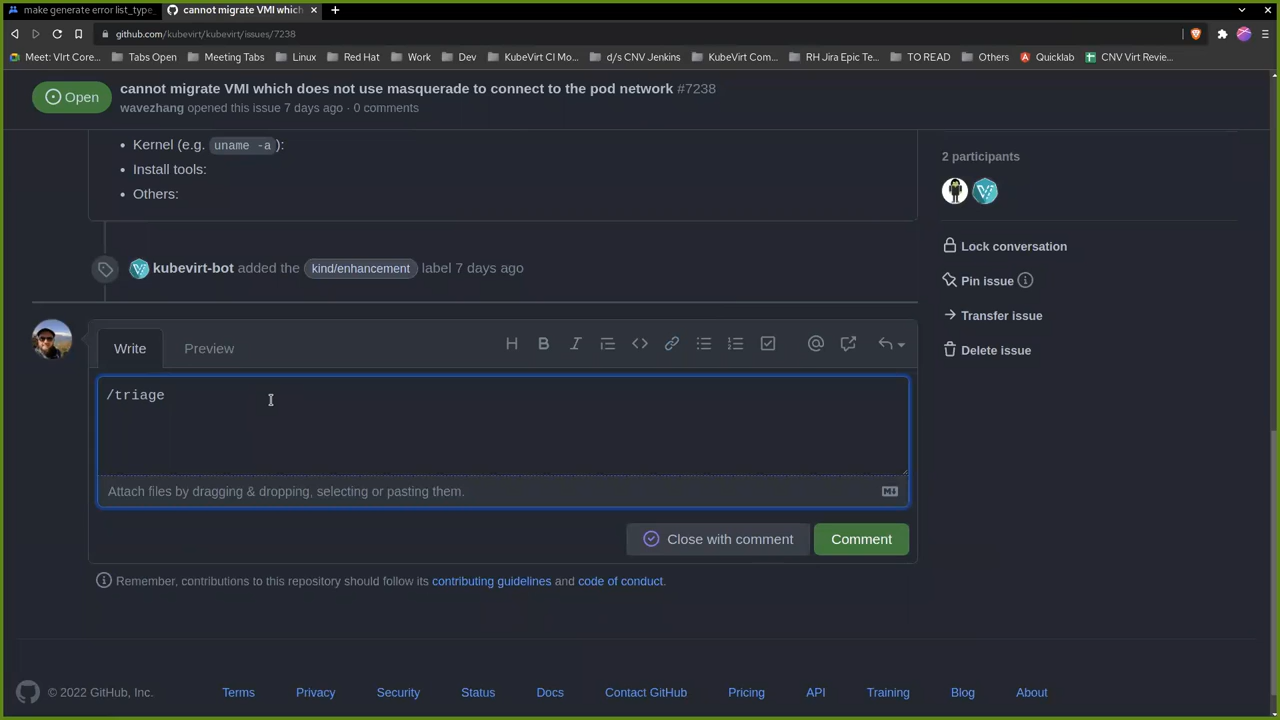 make generate error list_type_
cannot migrate VMI which
github.com/kubevirt/kubevirt/issues/7238
Meet: VIrt Core...
Tabs Open
Meeting Tabs
Linux
Red Hat
Work
Dev
KubeVirt CI Mo...
d/s CNV Jenkins
KubeVirt Com...
RH Jira Epic Te...
TO READ
Others
Quicklab
CNV Virt Revie...
Open
cannot migrate VMI which does not use masquerade to connect to the pod network #7238
wavezhang opened this issue 7 days ago · 0 comments
• Kernel (e.g. uname -a):
• Install tools:
• Others:
2 participants
Lock conversation
Pin issue
Transfer issue
Delete issue
kubevirt-bot added the kind/enhancement label 7 days ago
Write
Preview
/triage
Attach files by dragging & dropping, selecting or pasting them.
Close with comment
Comment
Remember, contributions to this repository should follow its contributing guidelines and code of conduct.
© 2022 GitHub, Inc.
Terms
Privacy
Security
Status
Docs
Contact GitHub
Pricing
API
Training
Blog
About